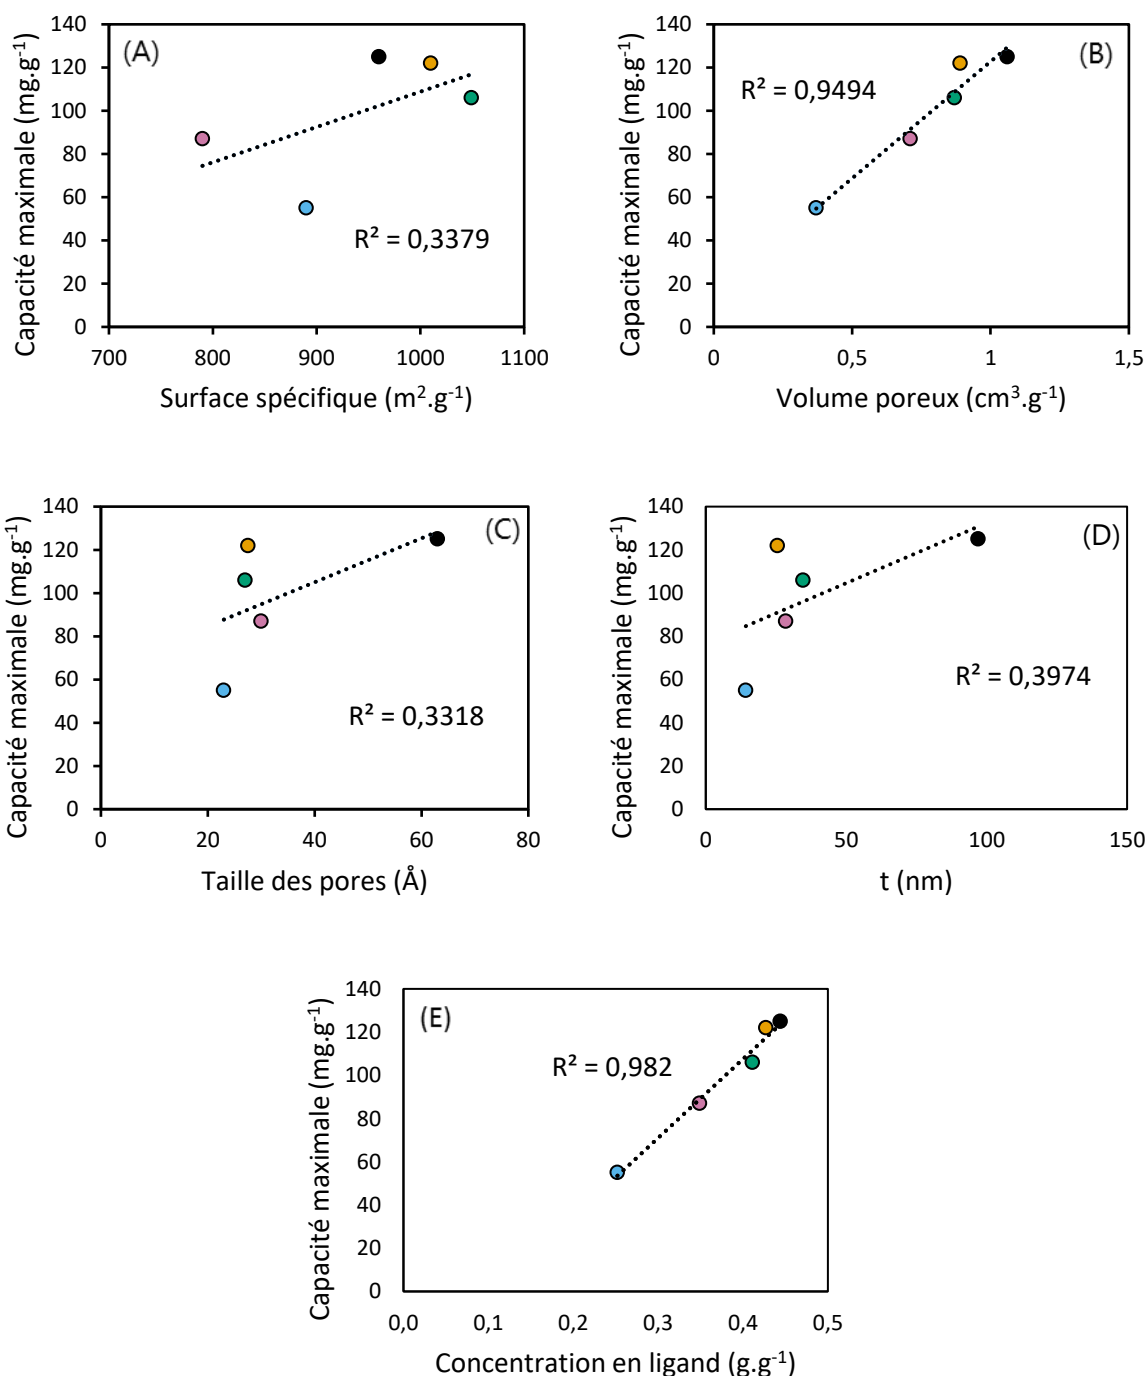 (A)
Capacité maximale (mg.g⁻¹)
140
120
100
80
60
40
20
0
R² = 0,3379
700 800 900 1000 1100
Surface spécifique (m².g⁻¹)
(B)
Capacité maximale (mg.g⁻¹)
140
120
100
80
60
40
20
0
R² = 0,9494
0 0,5 1 1,5
Volume poreux (cm³.g⁻¹)
(C)
Capacité maximale (mg.g⁻¹)
140
120
100
80
60
40
20
0
R² = 0,3318
0 20 40 60 80
Taille des pores (Å)
(D)
Capacité maximale (mg.g⁻¹)
140
120
100
80
60
40
20
0
R² = 0,3974
0 50 100 150
t (nm)
(E)
Capacité maximale (mg.g⁻¹)
140
120
100
80
60
40
20
0
R² = 0,982
0,0 0,1 0,2 0,3 0,4 0,5
Concentration en ligand (g.g⁻¹)